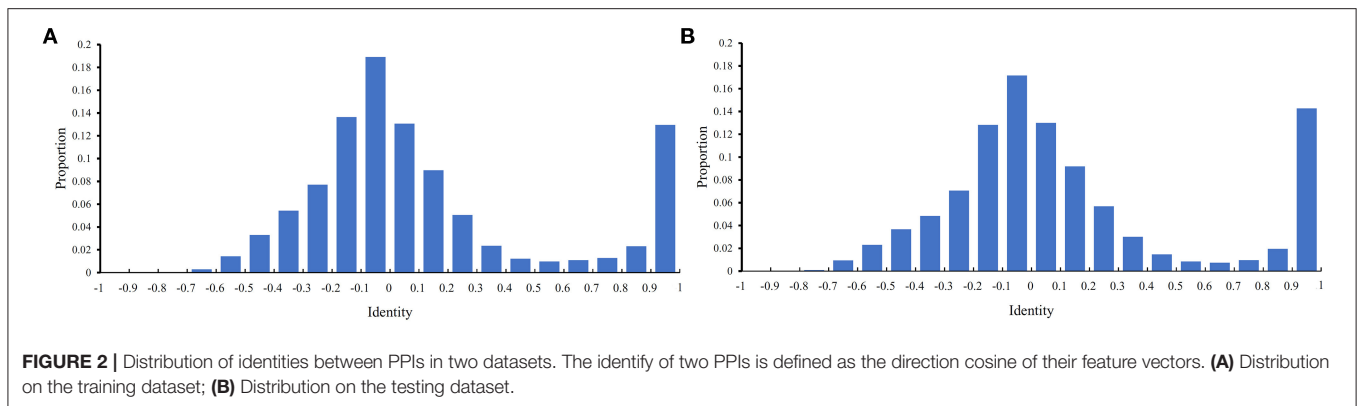 A
0.2
0.18
0.16
0.14
0.12
0.1
0.08
0.06
0.04
0.02
0
Proportion
-1 -0.9 -0.8 -0.7 -0.6 -0.5 -0.4 -0.3 -0.2 -0.1 0 0.1 0.2 0.3 0.4 0.5 0.6 0.7 0.8 0.9 1
Identity
B
0.2
0.18
0.16
0.14
0.12
0.1
0.08
0.06
0.04
0.02
0
Proportion
-1 -0.9 -0.8 -0.7 -0.6 -0.5 -0.4 -0.3 -0.2 -0.1 0 0.1 0.2 0.3 0.4 0.5 0.6 0.7 0.8 0.9 1
Identity
FIGURE 2 | Distribution of identities between PPIs in two datasets. The identify of two PPIs is defined as the direction cosine of their feature vectors. (A) Distribution
on the training dataset; (B) Distribution on the testing dataset.